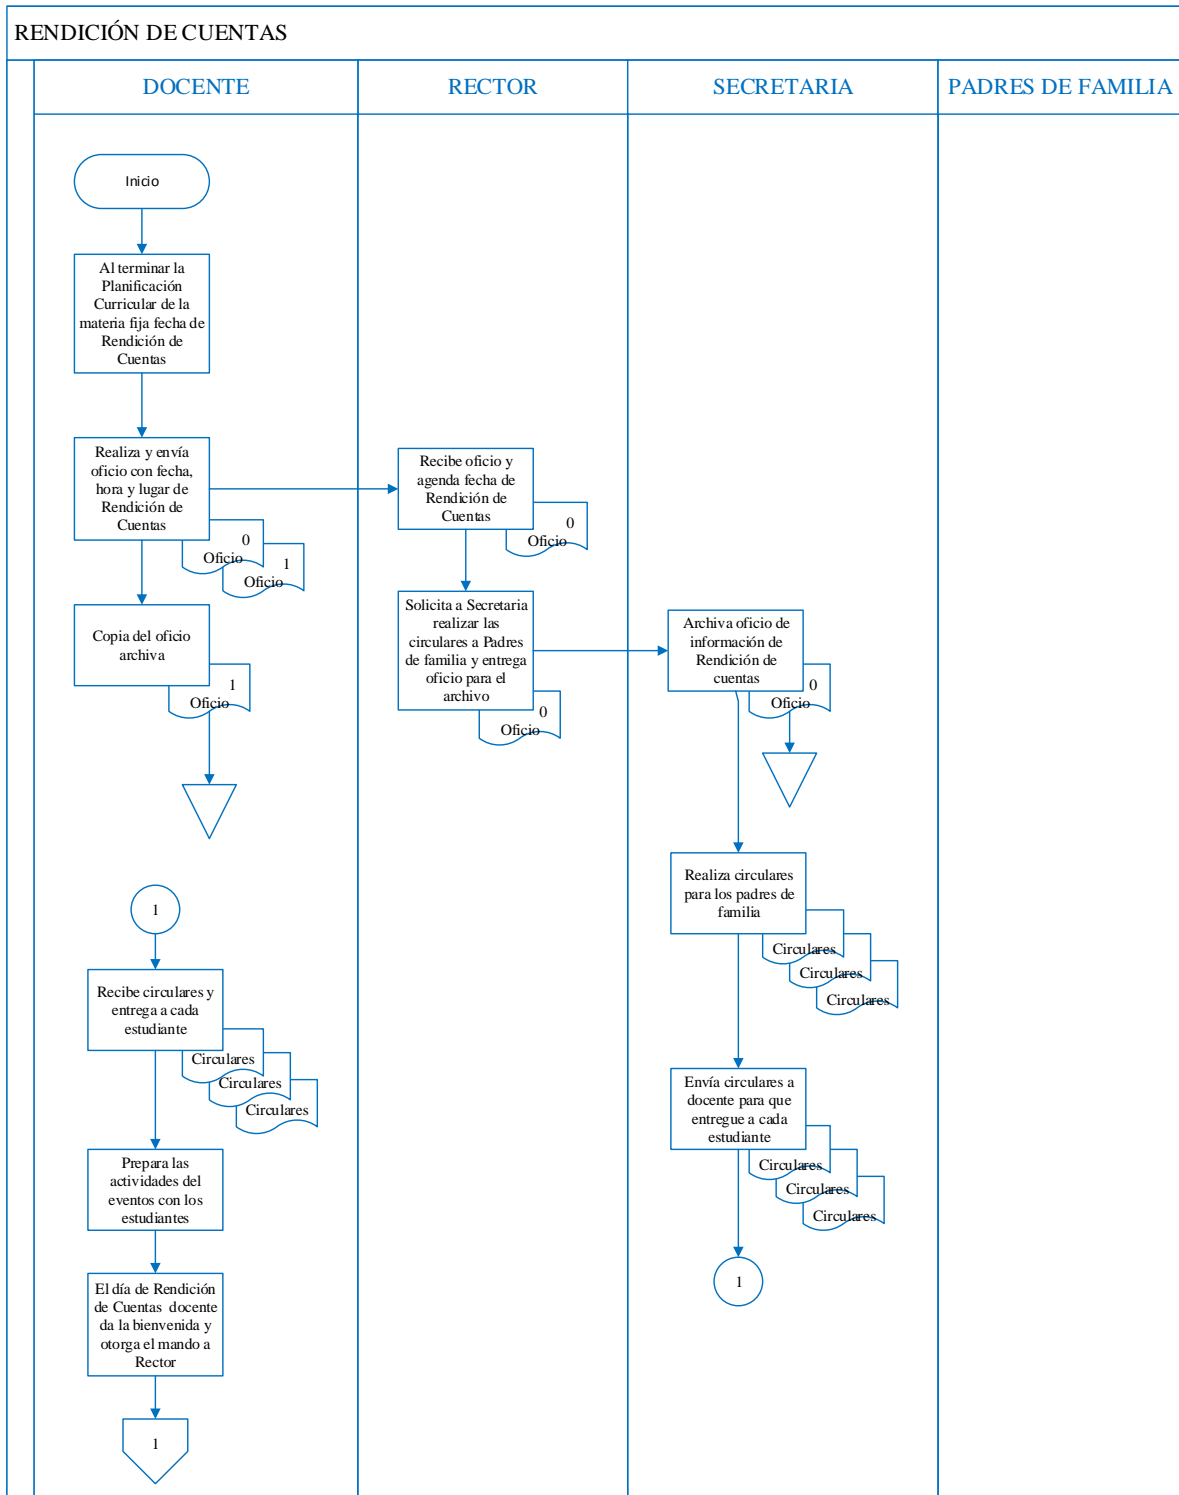 RENDICIÓN DE CUENTAS
DOCENTE
RECTOR
SECRETARIA
PADRES DE FAMILIA
Inicio
Al terminar la
Planificación
Curricular de la
materia fija fecha de
Rendición de
Cuentas
Realiza y envía
oficio con fecha,
hora y lugar de
Rendición de
Cuentas
0
Oficio
1
Oficio
Recibe oficio y
agenda fecha de
Rendición de
Cuentas
0
Oficio
Copia del oficio
archiva
1
Oficio
Solicita a Secretaria
realizar las
circulares a Padres
de familia y entrega
oficio para el
archivo
0
Oficio
Archiva oficio de
información de
Rendición de
cuentas
0
Oficio
Realiza circulares
para los padres de
familia
Circulares
Circulares
Circulares
1
Recibe circulares y
entrega a cada
estudiante
Circulares
Circulares
Circulares
Envía circulares a
docente para que
entregue a cada
estudiante
Circulares
Circulares
Circulares
1
Prepara las
actividades del
eventos con los
estudiantes
El día de Rendición
de Cuentas docente
da la bienvenida y
otorga el mando a
Rector
1